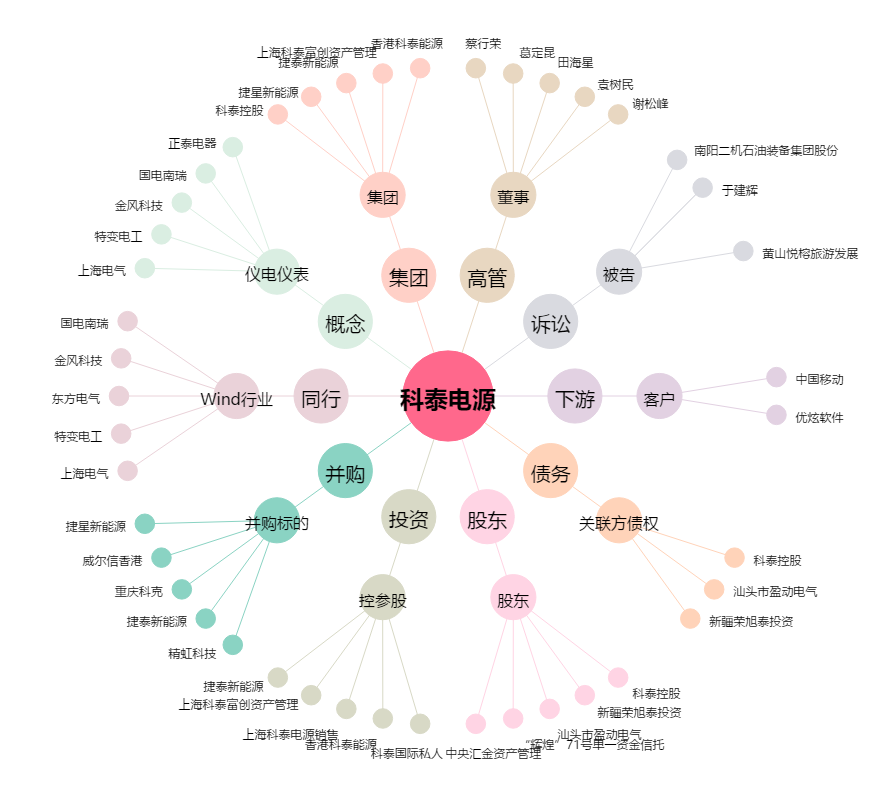 科泰电源
集团
集团
香港科泰能源
上海科泰富创资产管理
捷泰新能源
捷星新能源
科泰控股
高管
董事
蔡行荣
葛定昆
田海星
袁树民
谢松峰
诉讼
被告
南阳二机石油装备集团股份
于建辉
黄山悦榕旅游发展
下游
客户
中国移动
优炫软件
债务
关联方债权
科泰控股
汕头市盈动电气
新疆荣旭泰投资
股东
股东
科泰控股
新疆荣旭泰投资
汕头市盈动电气
“辉煌”71号单一资金信托
中央汇金资产管理
投资
控参股
捷泰新能源
上海科泰富创资产管理
上海科泰电源销售
香港科泰能源
科泰国际私人
并购
并购标的
捷星新能源
威尔信香港
重庆科克
捷泰新能源
精虹科技
同行
Wind行业
国电南瑞
金风科技
东方电气
特变电工
上海电气
概念
仪电仪表
正泰电器
国电南瑞
金风科技
特变电工
上海电气